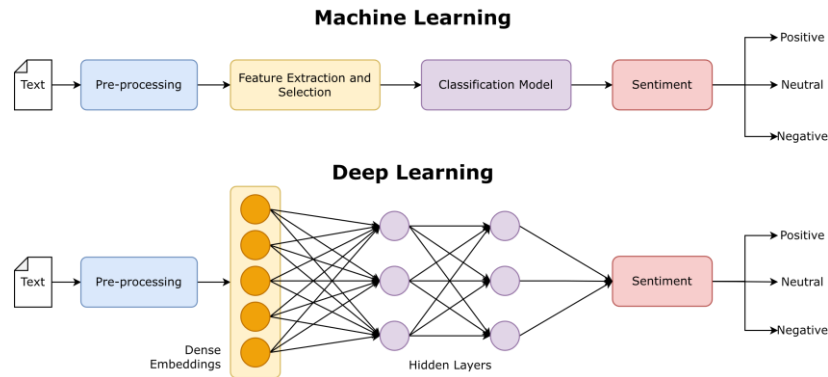 Machine Learning
Text
Pre-processing
Feature Extraction and
Selection
Classification Model
Sentiment
Positive
Neutral
Negative
Deep Learning
Text
Pre-processing
Dense
Embeddings
Hidden Layers
Sentiment
Positive
Neutral
Negative